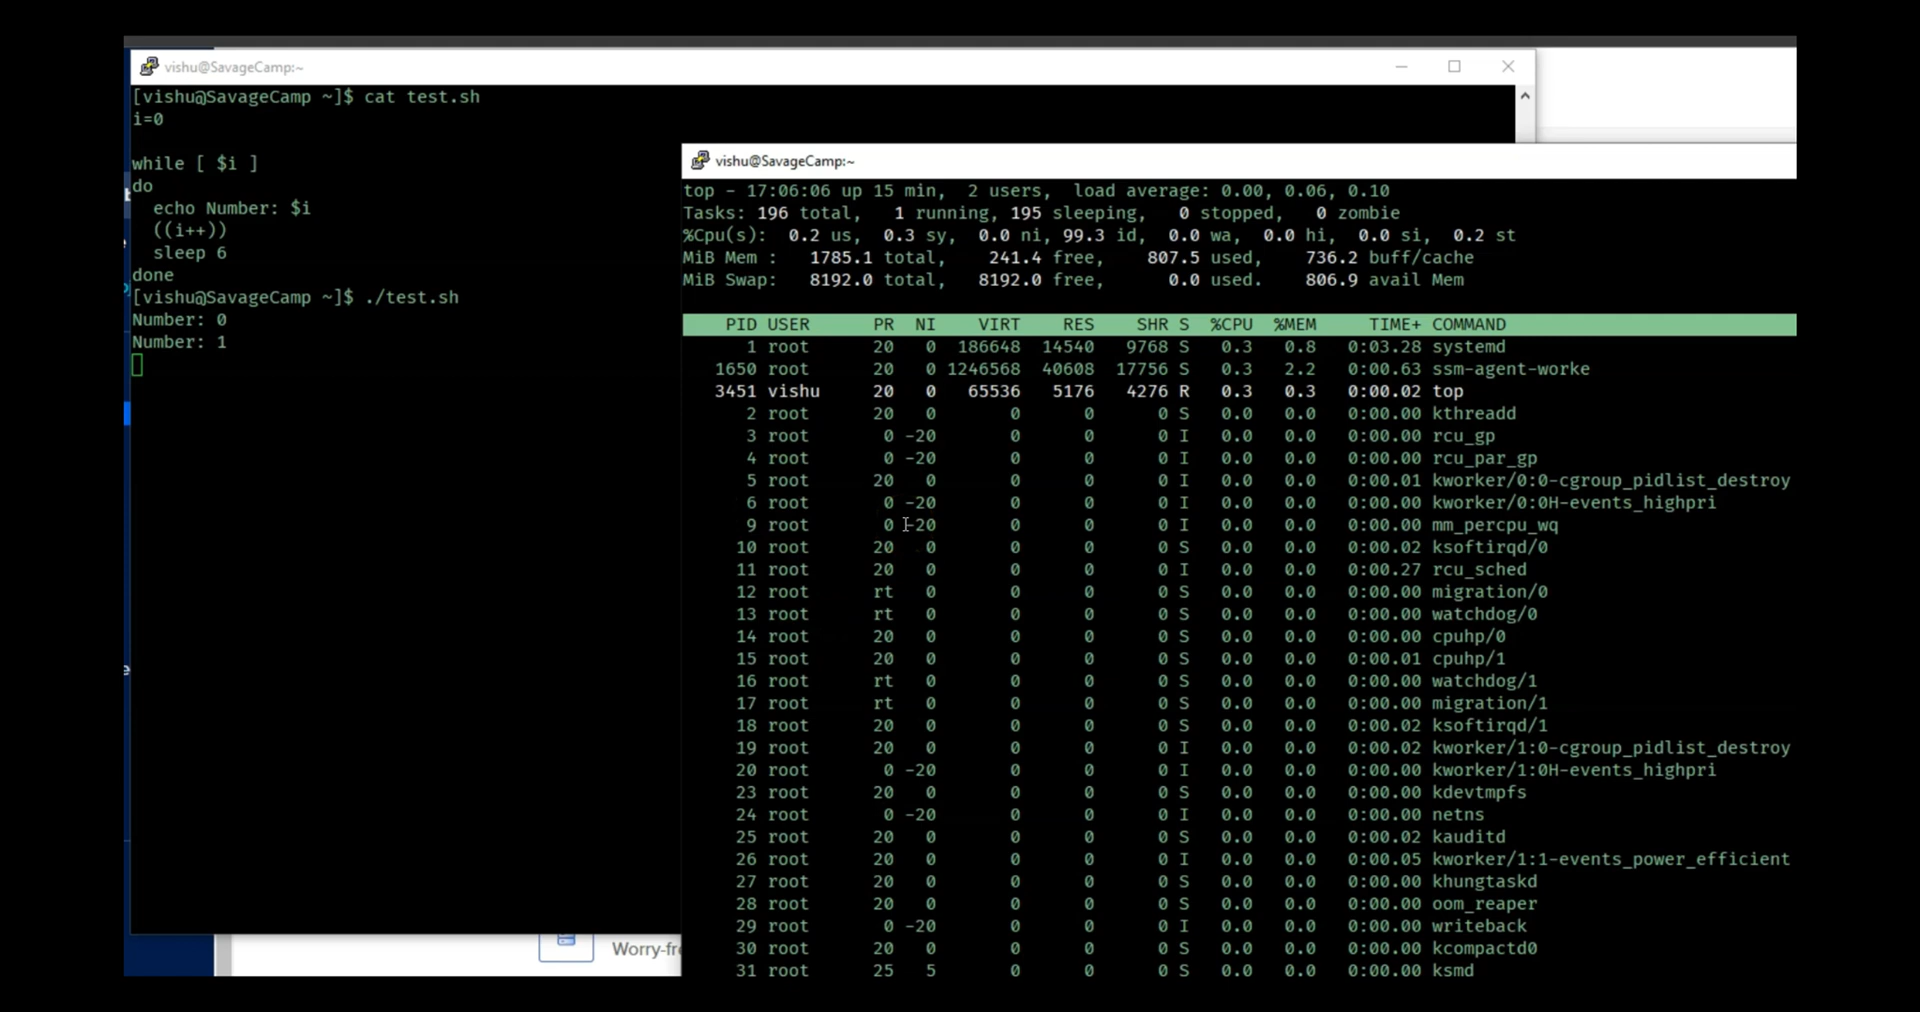 vishu@SavageCamp:~
[vishu@SavageCamp ~]$ cat test.sh
i=0
while [ $i ]
do
  echo Number: $i
  ((i++))
  sleep 6
done
[vishu@SavageCamp ~]$ ./test.sh
Number: 0
Number: 1
vishu@SavageCamp:~
top - 17:06:06 up 15 min,  2 users,  load average: 0.00, 0.06, 0.10
Tasks: 196 total,   1 running, 195 sleeping,   0 stopped,   0 zombie
%Cpu(s):  0.2 us,  0.3 sy,  0.0 ni, 99.3 id,  0.0 wa,  0.0 hi,  0.0 si,  0.2 st
MiB Mem :   1785.1 total,    241.4 free,    807.5 used,    736.2 buff/cache
MiB Swap:   8192.0 total,   8192.0 free,      0.0 used.    806.9 avail Mem
PID USER      PR  NI    VIRT    RES    SHR S  %CPU  %MEM     TIME+ COMMAND
1 root      20   0  186648  14540   9768 S   0.3   0.8   0:03.28 systemd
1650 root      20   0 1246568  40608  17756 S   0.3   2.2   0:00.63 ssm-agent-worke
3451 vishu     20   0   65536   5176   4276 R   0.3   0.3   0:00.02 top
2 root      20   0       0      0      0 S   0.0   0.0   0:00.00 kthreadd
3 root       0 -20       0      0      0 I   0.0   0.0   0:00.00 rcu_gp
4 root       0 -20       0      0      0 I   0.0   0.0   0:00.00 rcu_par_gp
5 root      20   0       0      0      0 I   0.0   0.0   0:00.01 kworker/0:0-cgroup_pidlist_destroy
6 root       0 -20       0      0      0 I   0.0   0.0   0:00.00 kworker/0:0H-events_highpri
9 root       0 -20       0      0      0 I   0.0   0.0   0:00.00 mm_percpu_wq
10 root      20   0       0      0      0 S   0.0   0.0   0:00.02 ksoftirqd/0
11 root      20   0       0      0      0 I   0.0   0.0   0:00.27 rcu_sched
12 root      rt   0       0      0      0 S   0.0   0.0   0:00.00 migration/0
13 root      rt   0       0      0      0 S   0.0   0.0   0:00.00 watchdog/0
14 root      20   0       0      0      0 S   0.0   0.0   0:00.00 cpuhp/0
15 root      20   0       0      0      0 S   0.0   0.0   0:00.01 cpuhp/1
16 root      rt   0       0      0      0 S   0.0   0.0   0:00.00 watchdog/1
17 root      rt   0       0      0      0 S   0.0   0.0   0:00.00 migration/1
18 root      20   0       0      0      0 S   0.0   0.0   0:00.02 ksoftirqd/1
19 root      20   0       0      0      0 I   0.0   0.0   0:00.02 kworker/1:0-cgroup_pidlist_destroy
20 root       0 -20       0      0      0 I   0.0   0.0   0:00.00 kworker/1:0H-events_highpri
23 root      20   0       0      0      0 S   0.0   0.0   0:00.00 kdevtmpfs
24 root       0 -20       0      0      0 I   0.0   0.0   0:00.00 netns
25 root      20   0       0      0      0 S   0.0   0.0   0:00.02 kauditd
26 root      20   0       0      0      0 I   0.0   0.0   0:00.05 kworker/1:1-events_power_efficient
27 root      20   0       0      0      0 S   0.0   0.0   0:00.00 khungtaskd
28 root      20   0       0      0      0 S   0.0   0.0   0:00.00 oom_reaper
29 root       0 -20       0      0      0 I   0.0   0.0   0:00.00 writeback
30 root      20   0       0      0      0 S   0.0   0.0   0:00.00 kcompactd0
31 root      25   5       0      0      0 S   0.0   0.0   0:00.00 ksmd